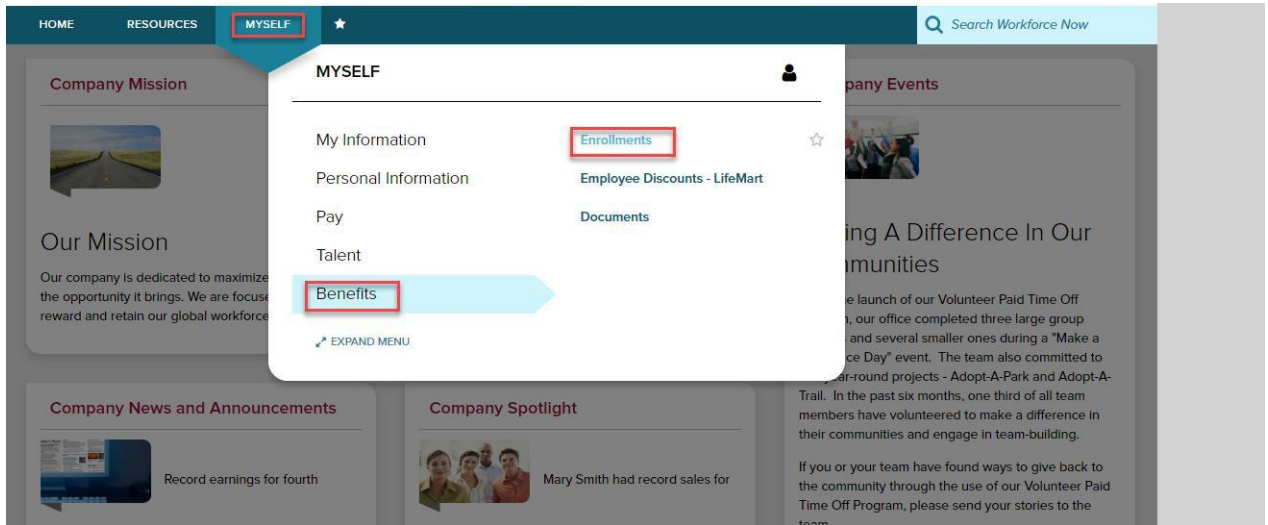 HOME RESOURCES MYSELF Search Workforce Now
MYSELF
My Information
Personal Information
Pay
Talent
Benefits
EXPAND MENU
Enrollments
Employee Discounts - LifeMart
Documents
Company Mission
Our Mission
Our company is dedicated to
the opportunity it brings. We are
reward and retain our global workforce
pany Events
A Difference In Our
launch of our Volunteer Paid Time Off
our office completed three large group
and several smaller ones during a "Make a
Day" event. The team also committed to
projects - Adopt-A-Park and Adopt-A-
Trail. In the past six months, one third of all team
members have volunteered to make a difference in
their communities and engage in team-building.
If you or your team have found ways to give back to
the community through the use of our Volunteer Paid
Time Off Program, please send your stories to the
team
Company News and Announcements
Record earnings for fourth
Company Spotlight
Mary Smith had record sales for